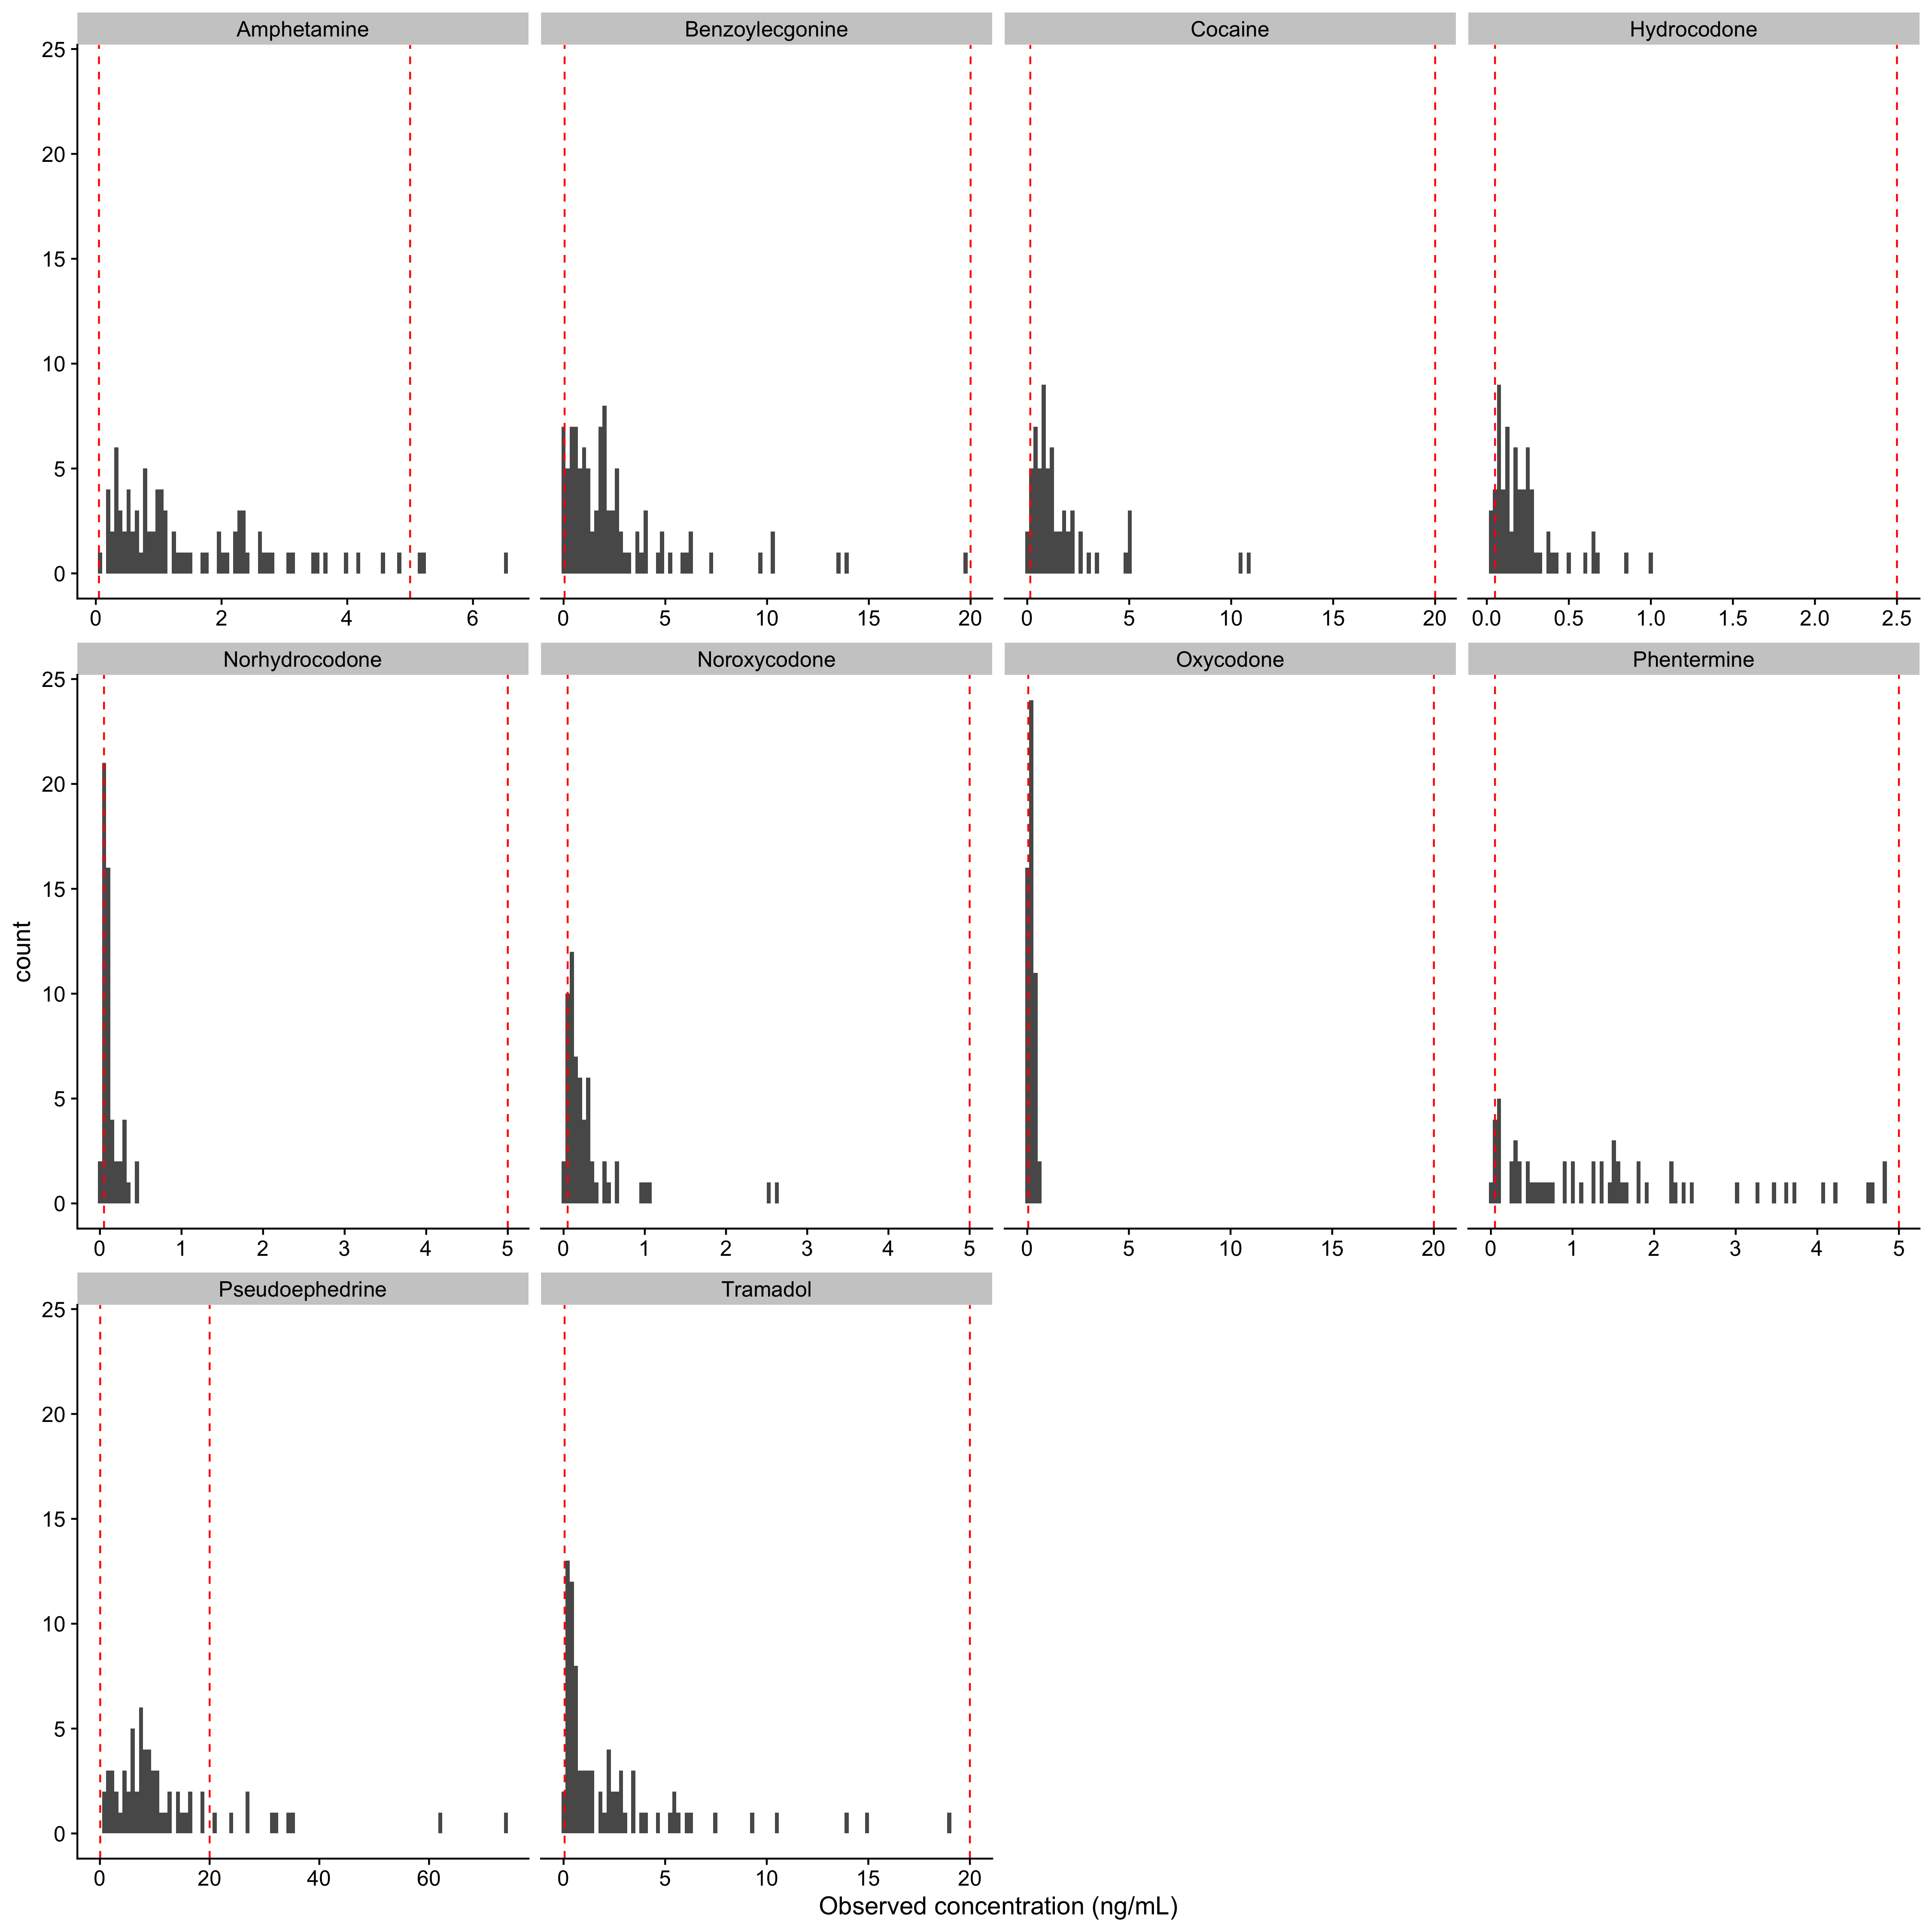 Amphetamine Benzoylecgonine Cocaine Hydrocodone
25
20
15
10
5
0
0 2 4 6 0 5 10 15 20 0 5 10 15 20 0.0 0.5 1.0 1.5 2.0 2.5
Norhydrocodone Noroxycodone Oxycodone Phentermine
25
20
15
10
5
0
0 1 2 3 4 5 0 1 2 3 4 5 0 5 10 15 20 0 1 2 3 4 5
count
Pseudoephedrine Tramadol
25
20
15
10
5
0
0 20 40 60 0 5 10 15 20
Observed concentration (ng/mL)